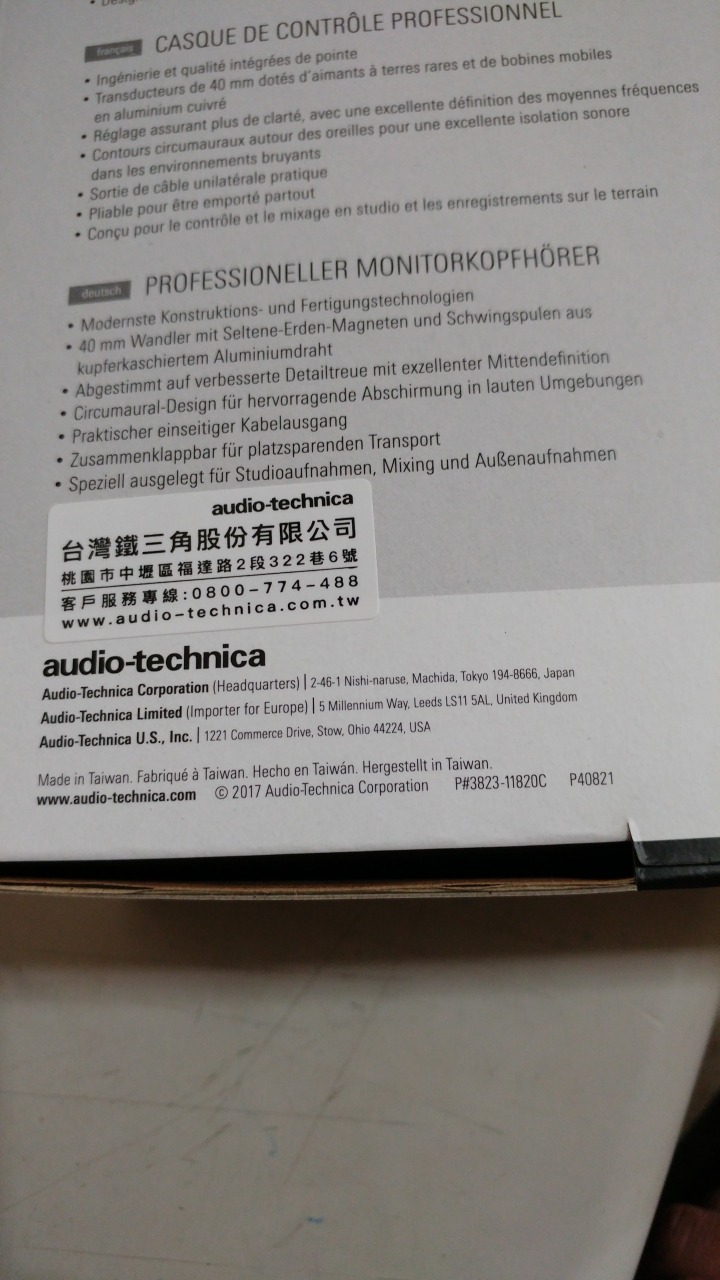 français CASQUE DE CONTRÔLE PROFESSIONNEL
• Ingénierie et qualité intégrées de pointe
• Transducteurs de 40 mm dotés d'aimants à terres rares et de bobines mobiles
en aluminium cuivré
• Réglage assurant plus de clarté, avec une excellente définition des moyennes fréquences
• Contours circumauraux autour des oreilles pour une excellente isolation sonore
dans les environnements bruyants
• Sortie de câble unilatérale pratique
• Pliable pour être emporté partout
• Conçu pour le contrôle et le mixage en studio et les enregistrements sur le terrain
deutsch PROFESSIONELLER MONITORKOPFHÖRER
• Modernste Konstruktions- und Fertigungstechnologien
• 40 mm Wandler mit Seltene-Erden-Magneten und Schwingspulen aus
kupferkaschiertem Aluminiumdraht
• Abgestimmt auf verbesserte Detailtreue mit exzellenter Mittendefinition
• Circumaural-Design für hervorragende Abschirmung in lauten Umgebungen
• Praktischer einseitiger Kabelausgang
• Zusammenklappbar für platzsparenden Transport
• Speziell ausgelegt für Studioaufnahmen, Mixing und Außenaufnahmen
audio-technica
台灣鐵三角股份有限公司
桃園市中壢區福達路2段322巷6號
客戶服務專線:0800-774-488
www.audio-technica.com.tw
audio-technica
Audio-Technica Corporation (Headquarters) | 2-46-1 Nishi-naruse, Machida, Tokyo 194-8666, Japan
Audio-Technica Limited (Importer for Europe) | 5 Millennium Way, Leeds LS11 5AL, United Kingdom
Audio-Technica U.S., Inc. | 1221 Commerce Drive, Stow, Ohio 44224, USA
Made in Taiwan. Fabriqué à Taiwan. Hecho en Taiwán. Hergestellt in Taiwan.
www.audio-technica.com © 2017 Audio-Technica Corporation P#3823-11820C P40821